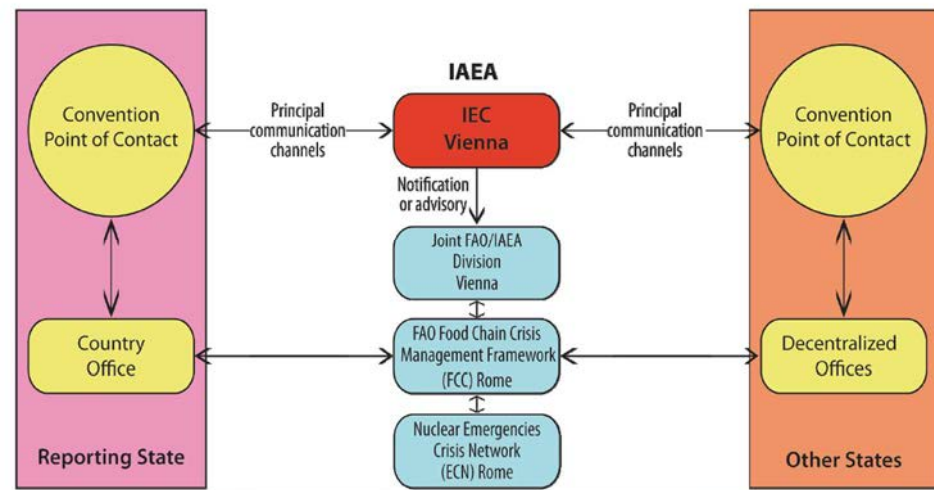 Convention
Point of Contact
Principal
communication
channels
IAEA
IEC
Vienna
Principal
communication
channels
Convention
Point of Contact
Notification
or advisory
Joint FAO/IAEA
Division
Vienna
Country
Office
FAO Food Chain Crisis
Management Framework
(FCC) Rome
Decentralized
Offices
Nuclear Emergencies
Crisis Network
(ECN) Rome
Reporting State
Other States